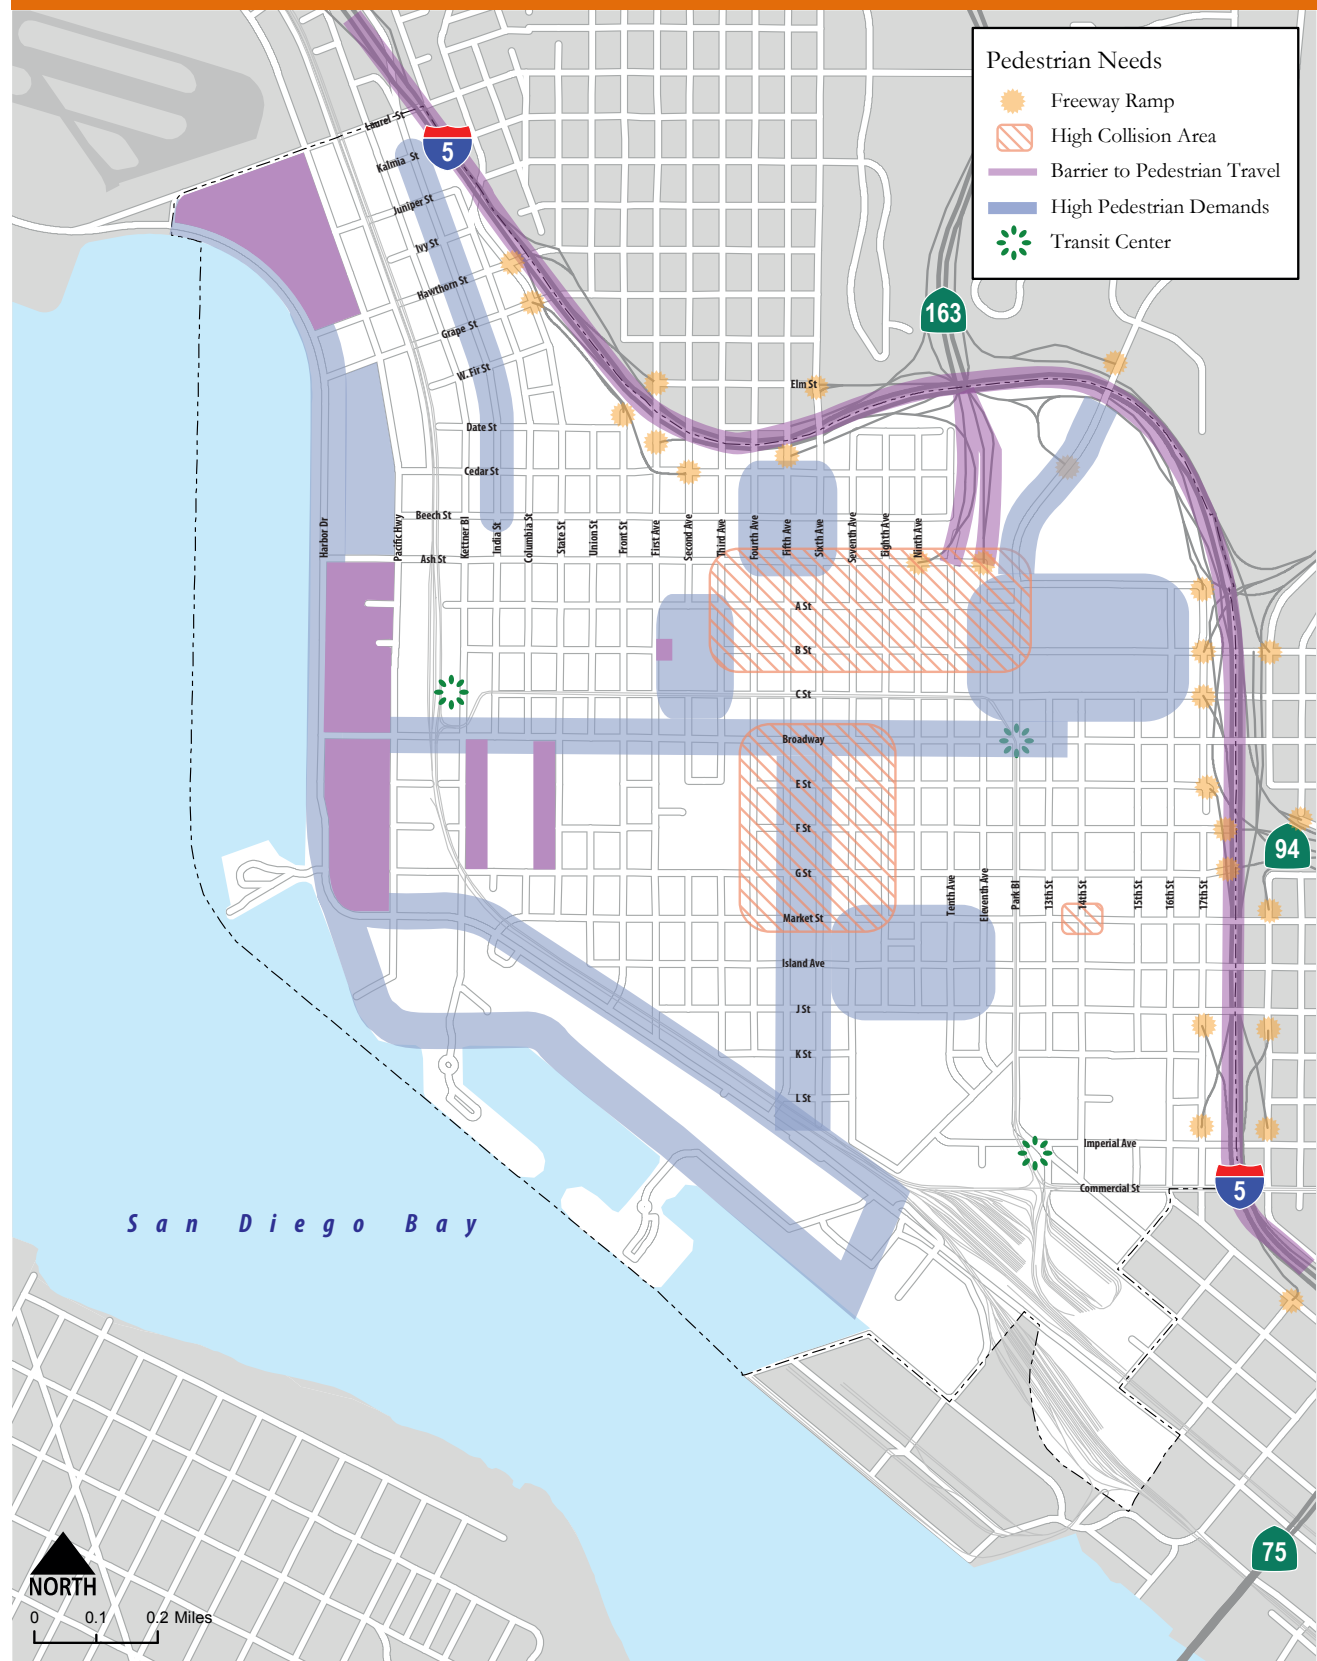 Pedestrian Needs
Freeway Ramp
High Collision Area
Barrier to Pedestrian Travel
High Pedestrian Demands
Transit Center
Laurel St
5
Kalmia St
Juniper St
Ivy St
Hawthorn St
Grape St
W. Fir St
163
Elm St
Date St
Cedar St
Beech St
Ash St
Harbor Dr
Pacific Hwy
Kettner Bl
India St
Columbia St
State St
Union St
Front St
First Ave
Second Ave
Third Ave
Fourth Ave
Fifth Ave
Sixth Ave
Seventh Ave
Eighth Ave
Ninth Ave
A St
B St
C St
Broadway
E St
F St
G St
94
Tenth Ave
Eleventh Ave
Park Bl
13th St
14th St
15th St
16th St
17th St
Market St
Island Ave
J St
K St
L St
Imperial Ave
Commercial St
5
San Diego Bay
75
NORTH
0 0.1 0.2 Miles